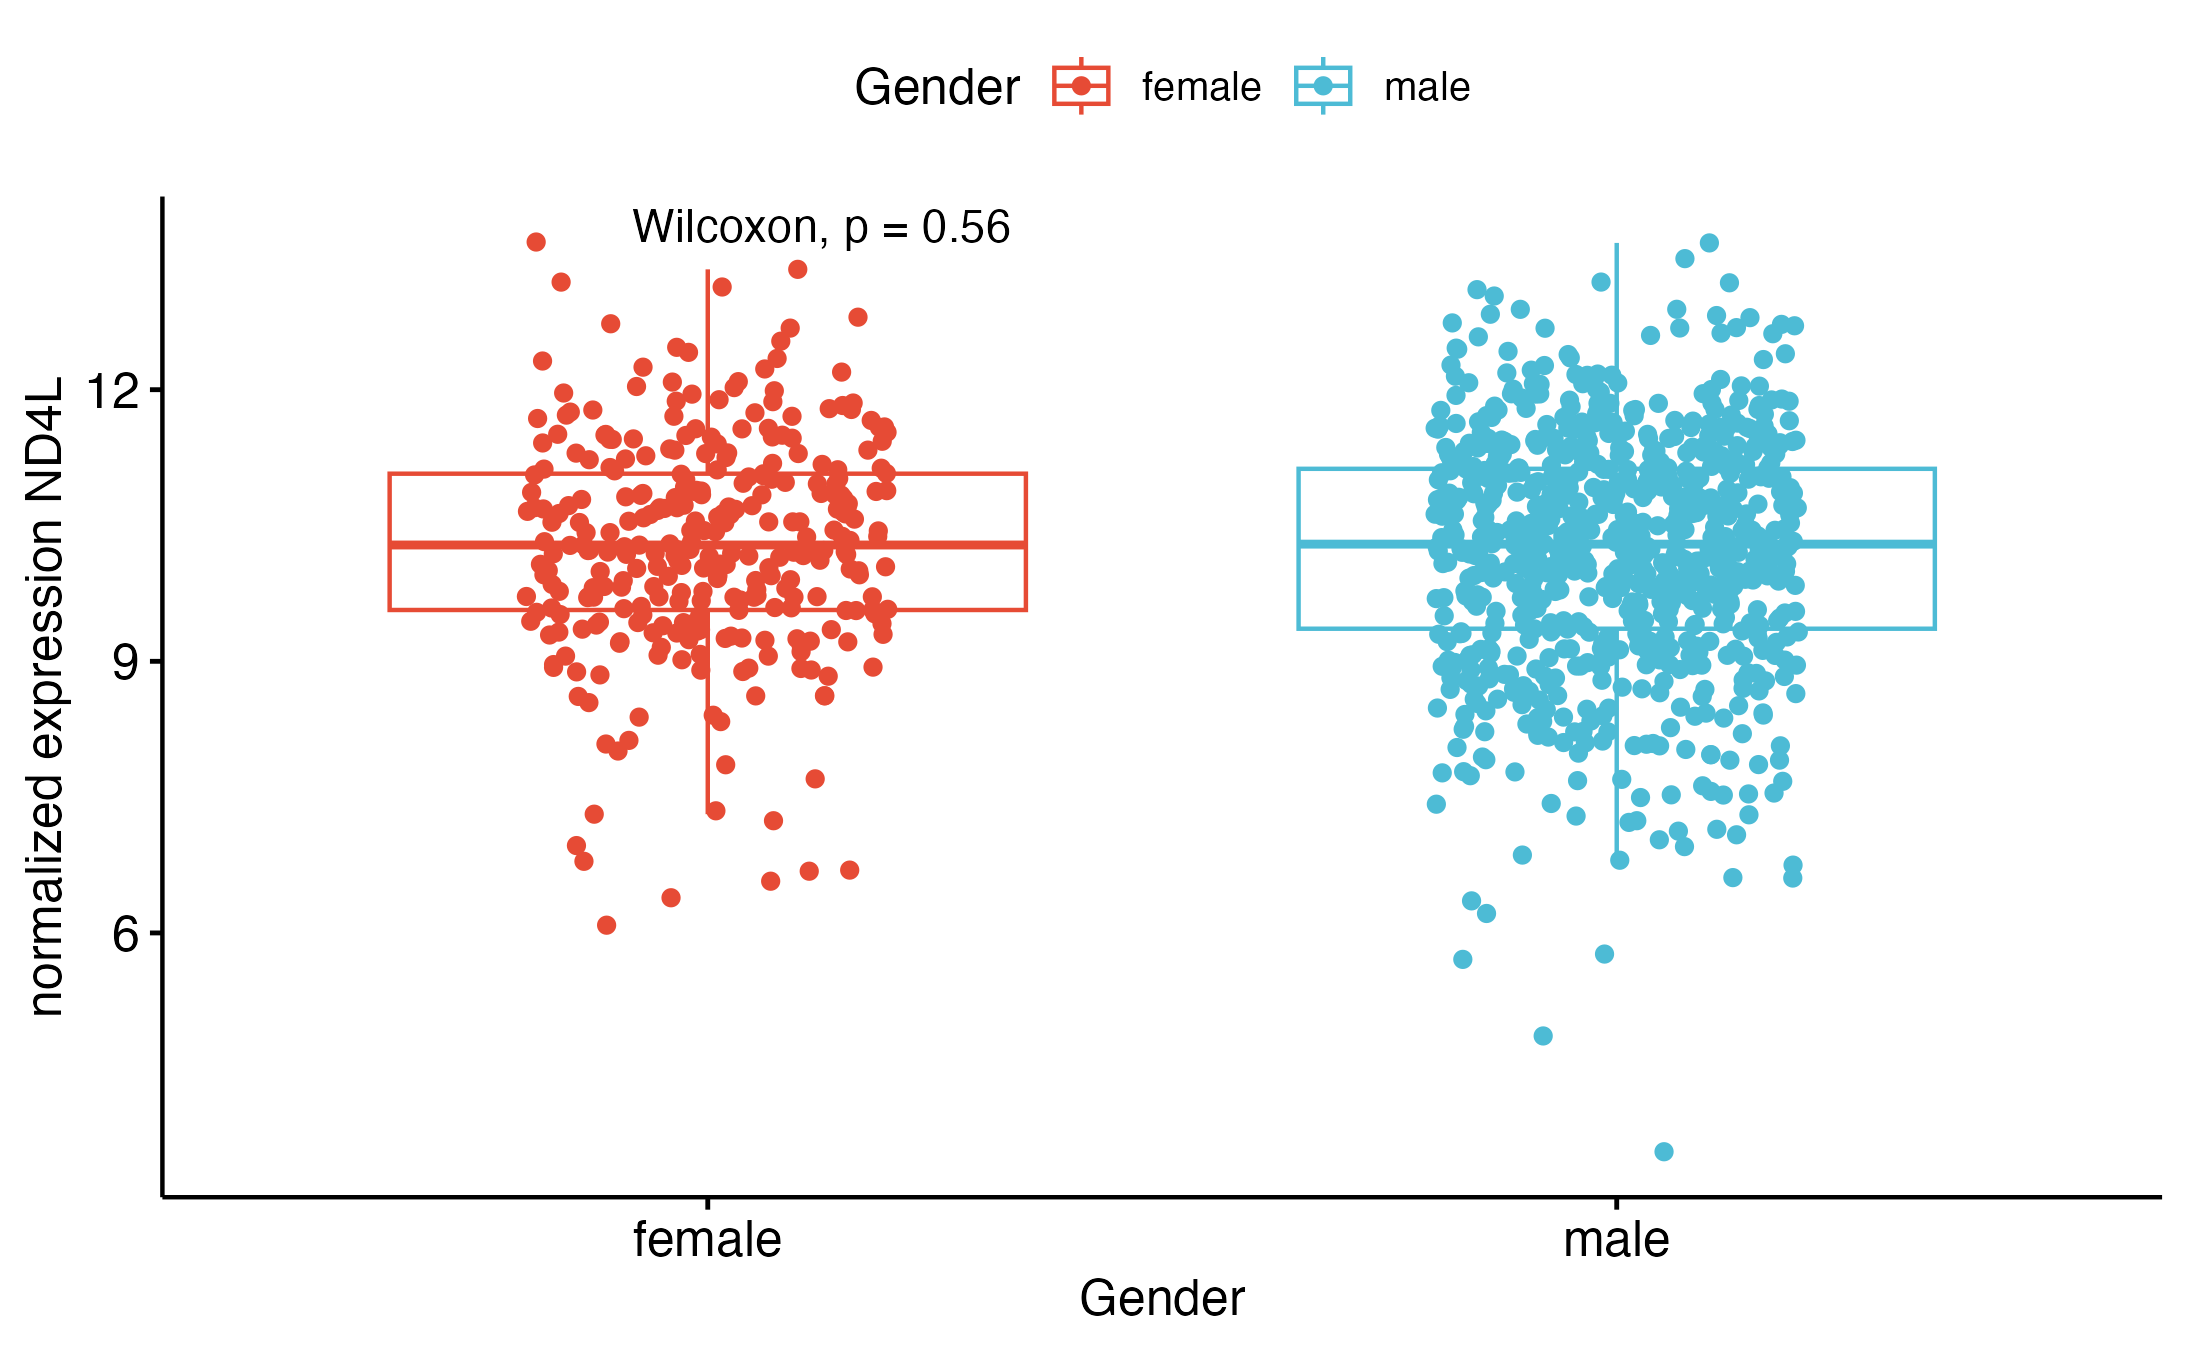 Gender female male
Wilcoxon, p = 0.56
normalized expression ND4L
12
9
6
female male
Gender